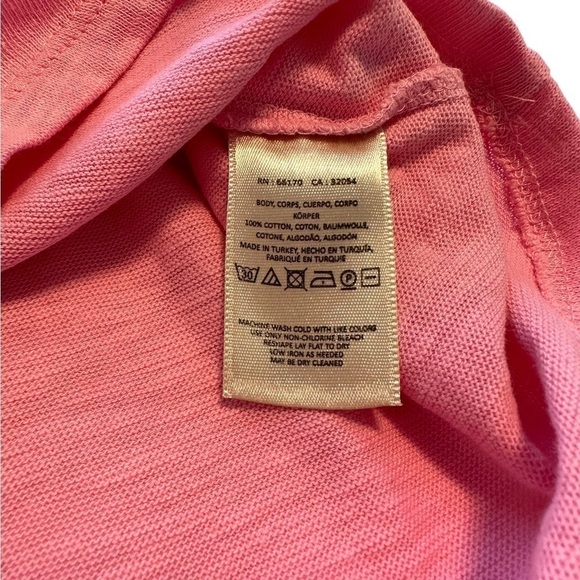 RN : 66170 CA : 32054
BODY, CORPS, CUERPO, CORPO
KÖRPER
100% COTTON, COTON, BAUMWOLLE,
COTONE, ALGODÃO, ALGODÓN
MADE IN TURKEY, HECHO EN TURQUÍA,
FABRIQUÉ EN TURQUIE
30 P
MACHINE WASH COLD WITH LIKE COLORS
USE ONLY NON-CHLORINE BLEACH
RESHAPE LAY FLAT TO DRY
LOW IRON AS NEEDED
MAY BE DRY CLEANED